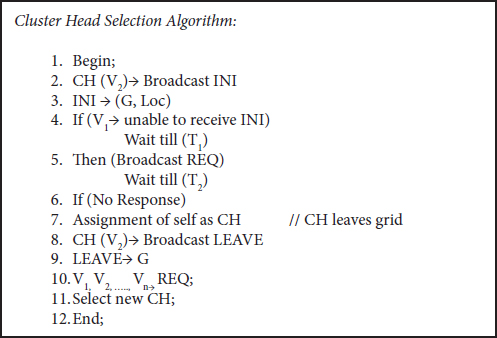 Cluster Head Selection Algorithm:
1. Begin;
2. CH (V2)→ Broadcast INI
3. INI → (G, Loc)
4. If (V1→ unable to receive INI)
Wait till (T1)
5. Then (Broadcast REQ)
Wait till (T2)
6. If (No Response)
7. Assignment of self as CH // CH leaves grid
8. CH (V2)→ Broadcast LEAVE
9. LEAVE→ G
10. V1, V2, ....., Vn→ REQ;
11. Select new CH;
12. End;